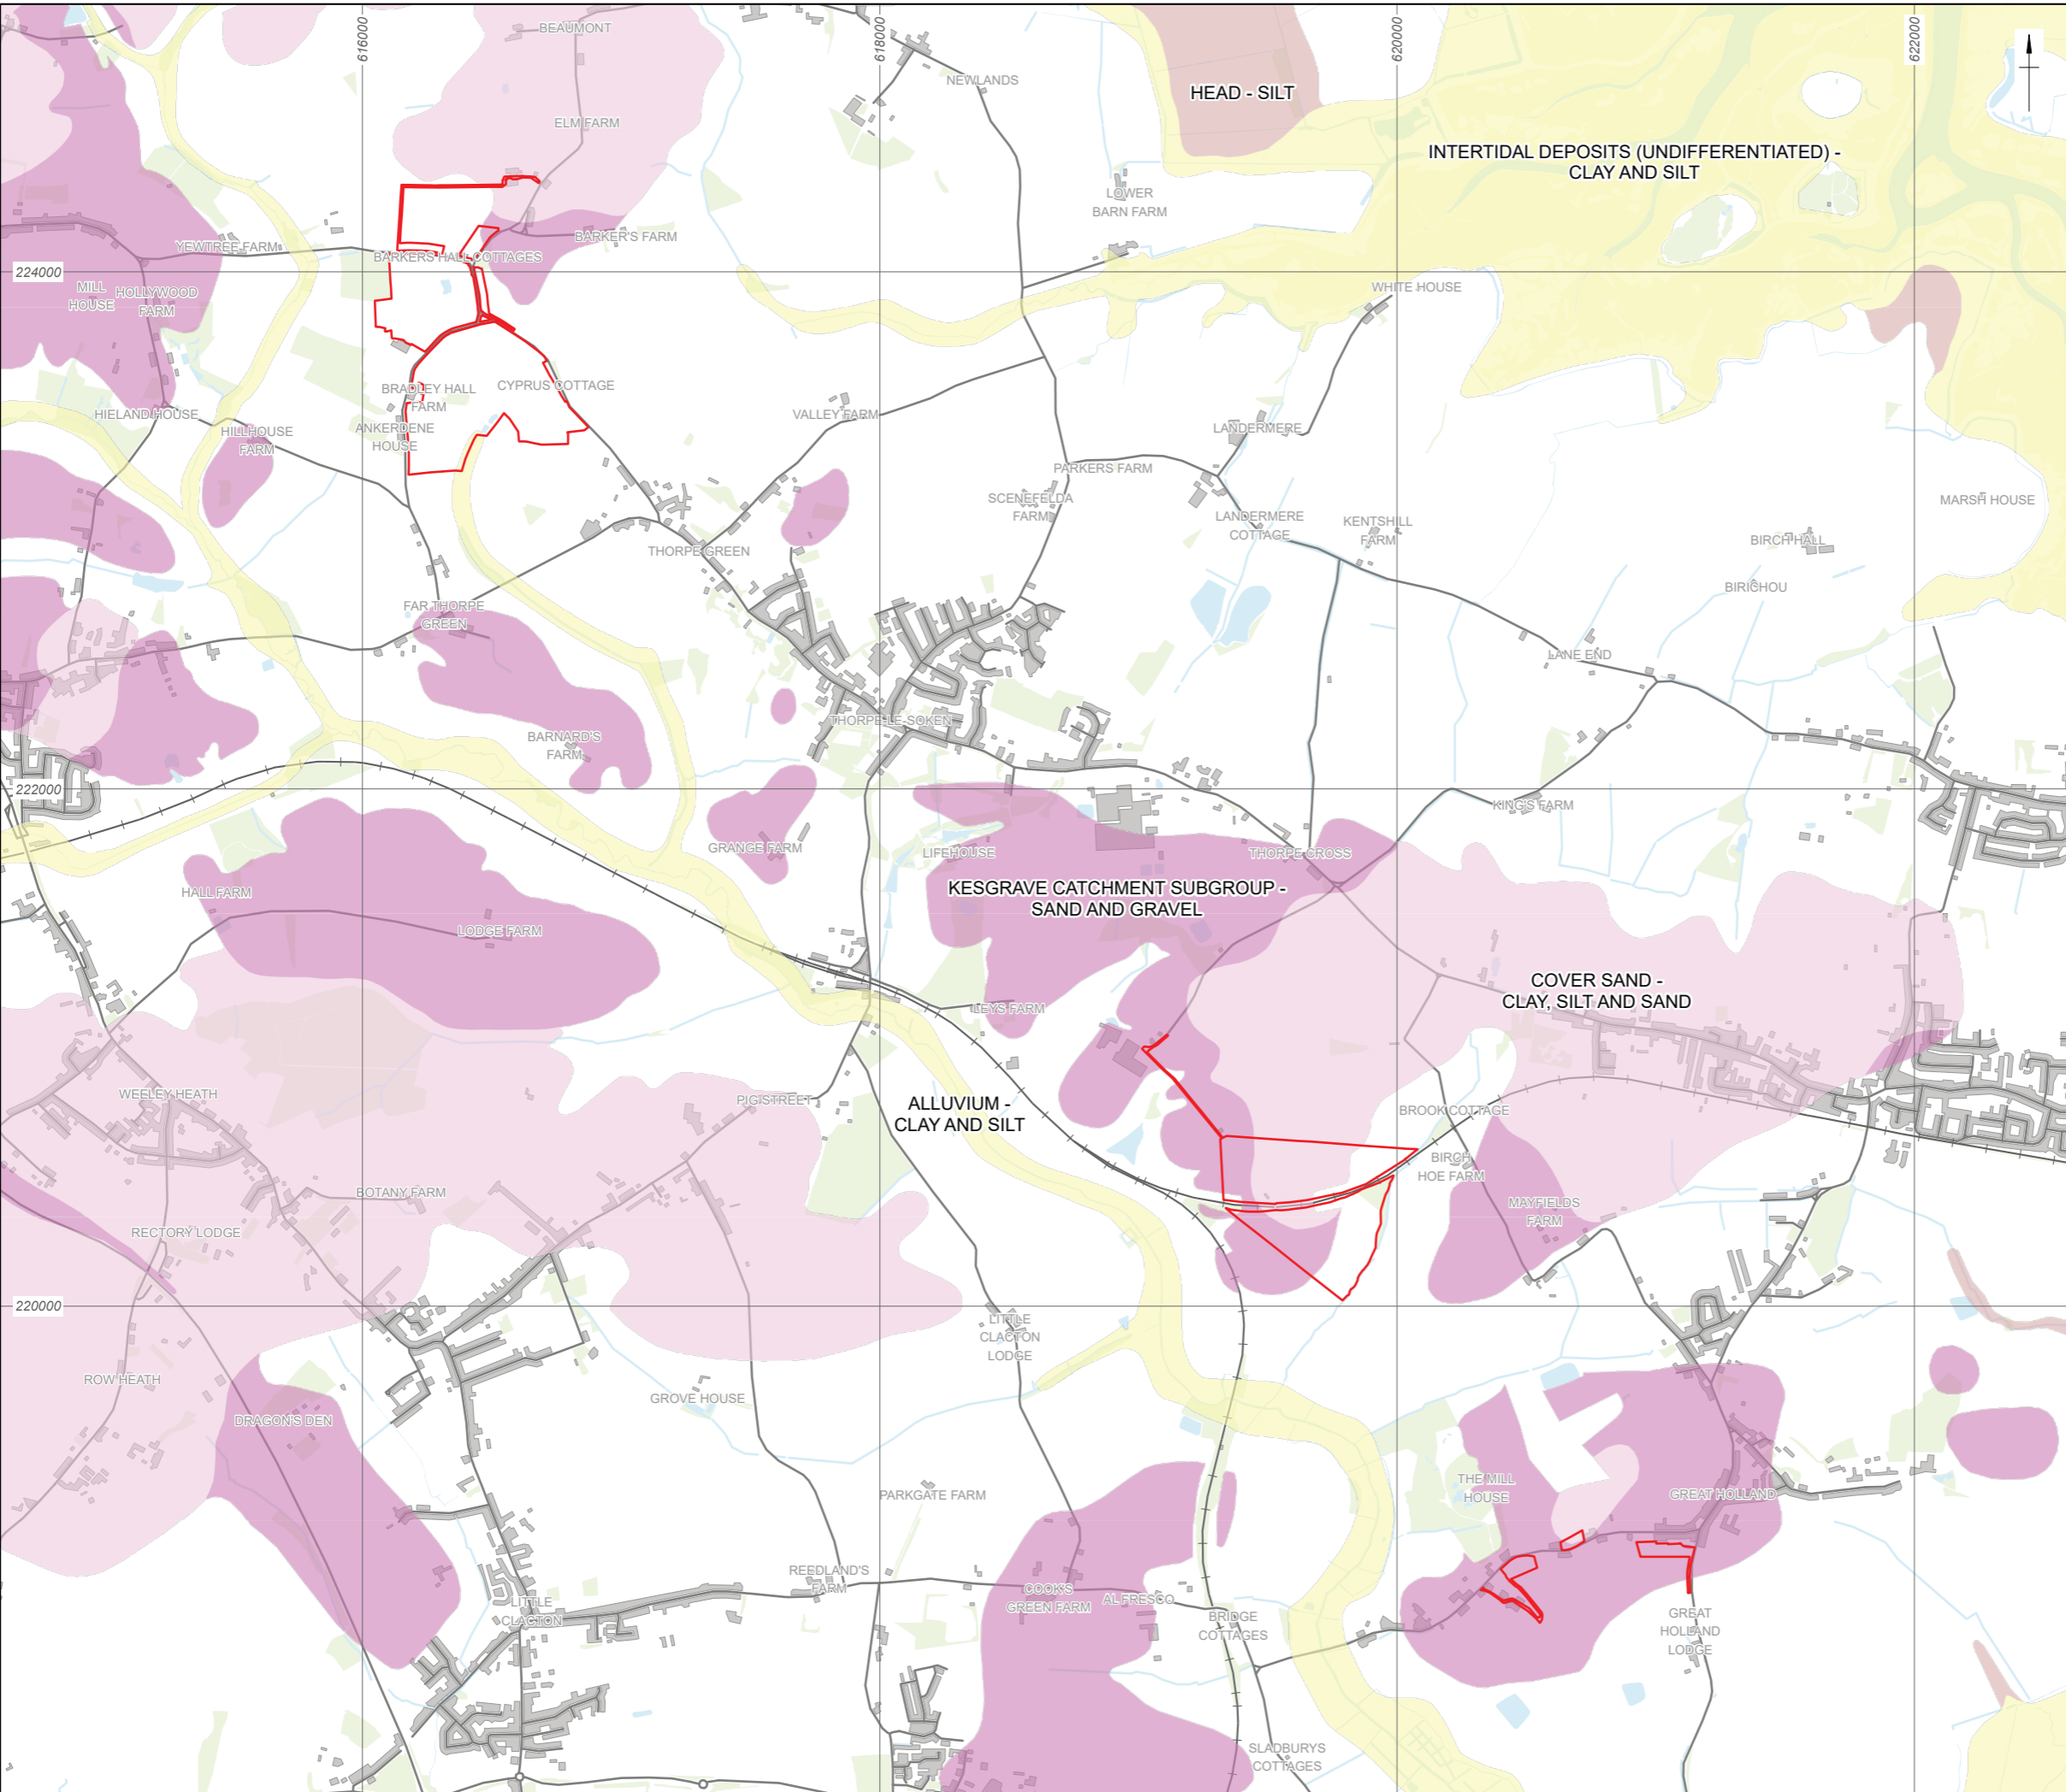 616000
618000
620000
622000
BEAUMONT
NEWLANDS
HEAD - SILT
ELM FARM
INTERTIDAL DEPOSITS (UNDIFFERENTIATED) -
CLAY AND SILT
LOWER
BARN FARM
YEWTREE FARM
BARKER'S FARM
BARKERS HALL COTTAGES
224000
MILL
HOUSE
HOLLYWOOD
FARM
WHITE HOUSE
BRADLEY HALL
FARM
CYPRUS COTTAGE
HIELAND HOUSE
VALLEY FARM
HILLHOUSE
FARM
ANKERDENE
HOUSE
LANDERMERE
PARKERS FARM
SCENEFELDA
FARM
MARSH HOUSE
LANDERMERE
COTTAGE
KENTSHILL
FARM
THORPE GREEN
BIRCH HALL
BIRICHOU
FAR THORPE
GREEN
LANE END
THORPE-LE-SOKEN
BARNARD'S
FARM
222000
KING'S FARM
GRANGE FARM
LIFEHOUSE
THORPE CROSS
HALL FARM
KESGRAVE CATCHMENT SUBGROUP -
SAND AND GRAVEL
LODGE FARM
COVER SAND -
CLAY, SILT AND SAND
LEYS FARM
WEELEY HEATH
PIG STREET
ALLUVIUM -
CLAY AND SILT
BROOK COTTAGE
BIRCH
HOE FARM
BOTANY FARM
MAYFIELDS
FARM
RECTORY LODGE
220000
LITTLE
CLACTON
LODGE
ROW HEATH
GROVE HOUSE
DRAGON'S DEN
THE MILL
HOUSE
PARKGATE FARM
GREAT HOLLAND
REEDLAND'S
FARM
COOK'S
GREEN FARM
AL FRESCO
LITTLE
CLACTON
BRIDGE
COTTAGES
GREAT
HOLLAND
LODGE
SLADBURYS
COTTAGES